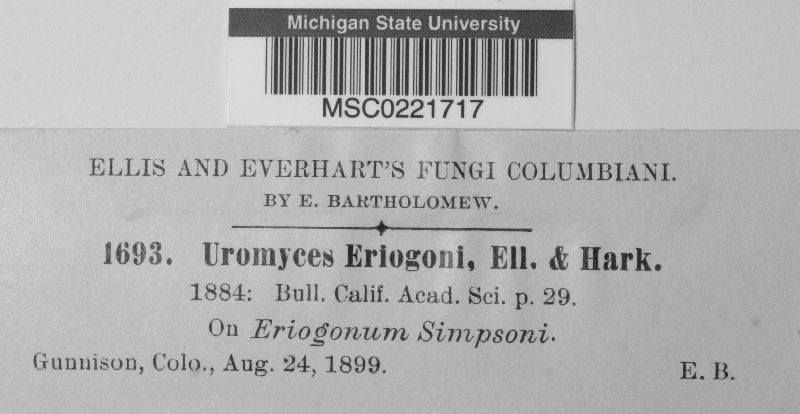 Michigan State University
MSC0221717
ELLIS AND EVERHART'S FUNGI COLUMBIANI.
BY E. BARTHOLOMEW.
1693. Uromyces Eriogoni, Ell. & Hark.
1884: Bull. Calif. Acad. Sci. p. 29.
On Eriogonum Simpsoni.
Gunnison, Colo., Aug. 24, 1899. E. B.